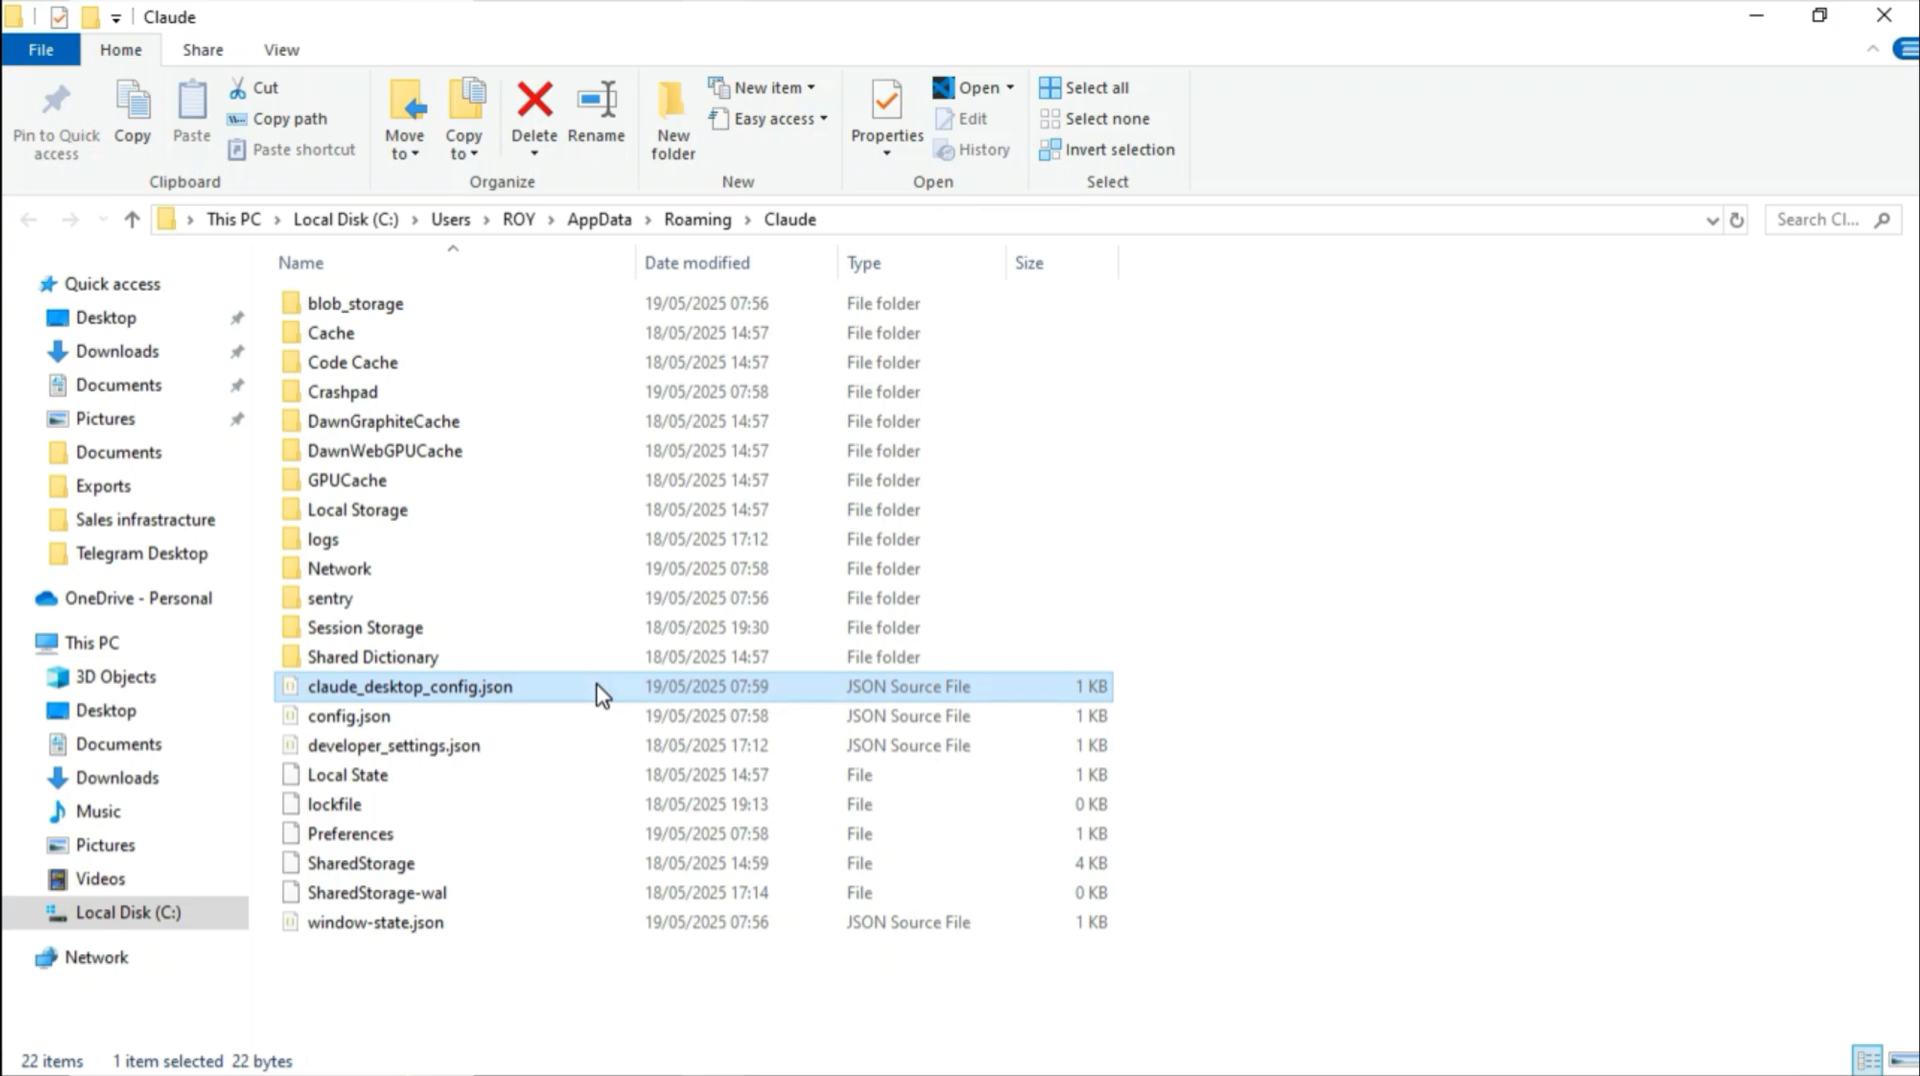 Claude
File Home Share View
Pin to Quick access
Copy
Paste
Cut
Copy path
Paste shortcut
Clipboard
Move to
Copy to
Delete
Rename
Organize
New folder
New item
Easy access
New
Properties
Open
Edit
History
Open
Select all
Select none
Invert selection
Select
This PC Local Disk (C:) Users ROY AppData Roaming Claude
Search Cl...
Name Date modified Type Size
Quick access
Desktop
Downloads
Documents
Pictures
Documents
Exports
Sales infrastracture
Telegram Desktop
OneDrive - Personal
This PC
3D Objects
Desktop
Documents
Downloads
Music
Pictures
Videos
Local Disk (C:)
Network
blob_storage 19/05/2025 07:56 File folder
Cache 18/05/2025 14:57 File folder
Code Cache 18/05/2025 14:57 File folder
Crashpad 19/05/2025 07:58 File folder
DawnGraphiteCache 18/05/2025 14:57 File folder
DawnWebGPUCache 18/05/2025 14:57 File folder
GPUCache 18/05/2025 14:57 File folder
Local Storage 18/05/2025 14:57 File folder
logs 18/05/2025 17:12 File folder
Network 19/05/2025 07:58 File folder
sentry 19/05/2025 07:56 File folder
Session Storage 18/05/2025 19:30 File folder
Shared Dictionary 18/05/2025 14:57 File folder
claude_desktop_config.json 19/05/2025 07:59 JSON Source File 1 KB
config.json 19/05/2025 07:58 JSON Source File 1 KB
developer_settings.json 18/05/2025 17:12 JSON Source File 1 KB
Local State 18/05/2025 14:57 File 1 KB
lockfile 18/05/2025 19:13 File 0 KB
Preferences 19/05/2025 07:58 File 1 KB
SharedStorage 18/05/2025 14:59 File 4 KB
SharedStorage-wal 18/05/2025 17:14 File 0 KB
window-state.json 19/05/2025 07:56 JSON Source File 1 KB
22 items 1 item selected 22 bytes